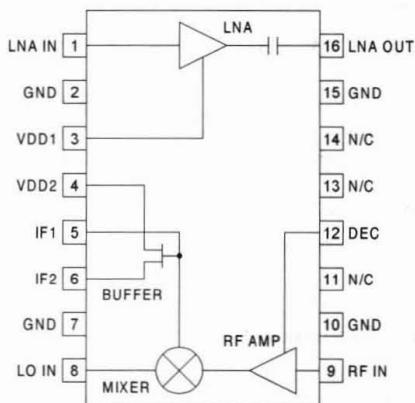 LNA
LNA IN 1
16 LNA OUT
GND 2
15 GND
VDD1 3
14 N/C
VDD2 4
13 N/C
IF1 5
12 DEC
IF2 6
11 N/C
BUFFER
GND 7
10 GND
RF AMP
LO IN 8
9 RF IN
MIXER